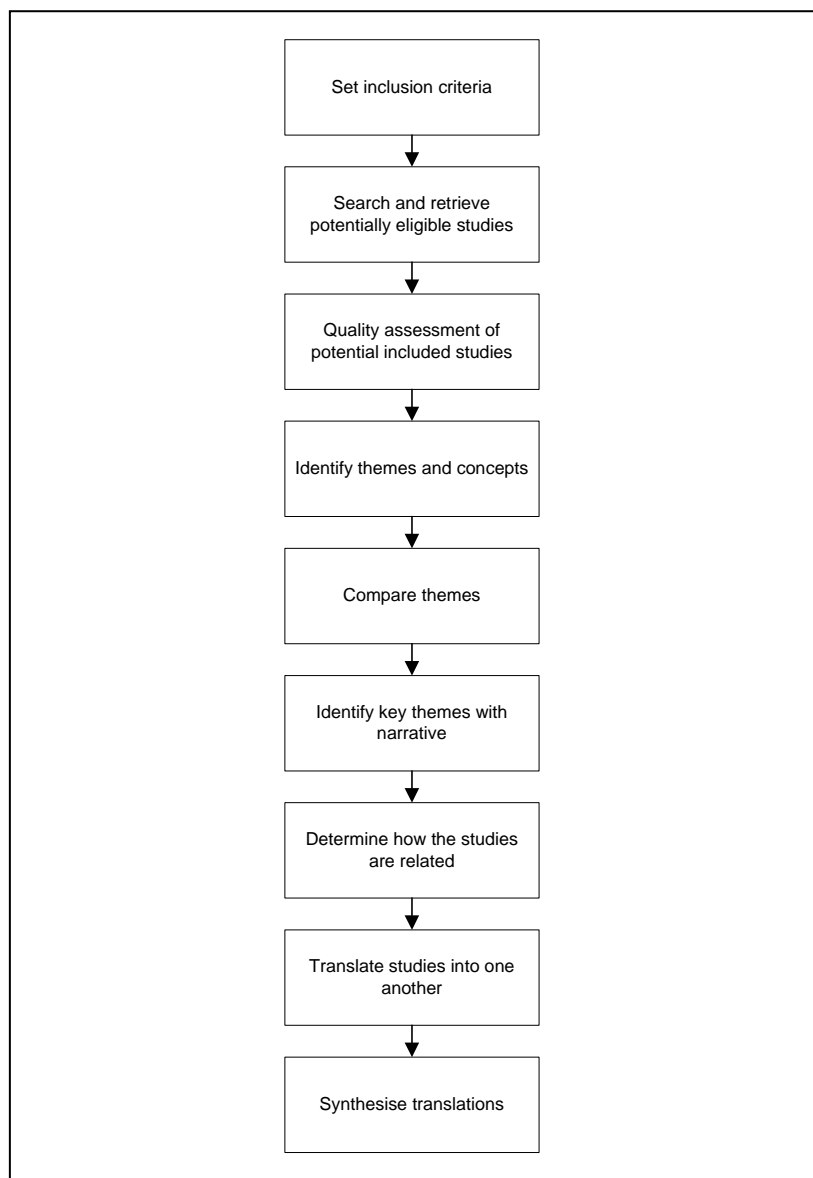 Set inclusion criteria
Search and retrieve
potentially eligible studies
Quality assessment of
potential included studies
Identify themes and concepts
Compare themes
Identify key themes with
narrative
Determine how the studies
are related
Translate studies into one
another
Synthesise translations